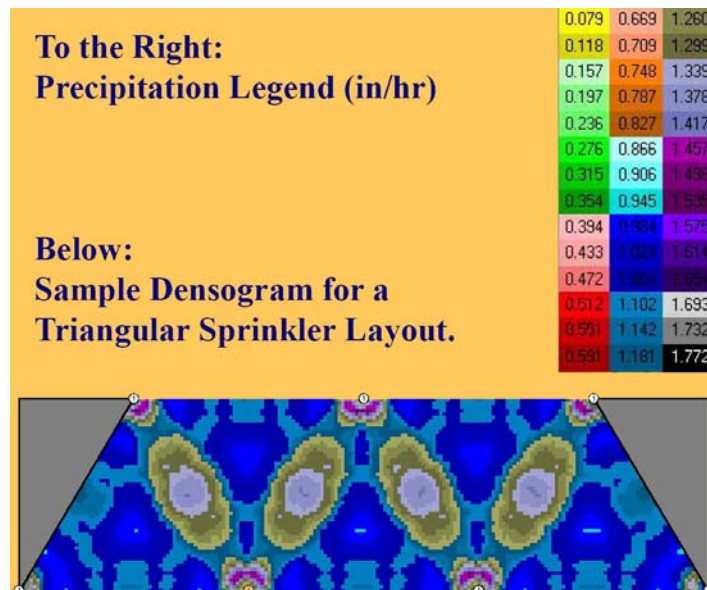 To the Right:
Precipitation Legend (in/hr)
0.079 0.669 1.260
0.118 0.709 1.299
0.157 0.748 1.339
0.197 0.787 1.378
0.236 0.827 1.417
0.276 0.866 1.457
0.315 0.906
0.354 0.945
0.394 1.575
0.433
0.472
0.512 1.102 1.693
0.551 1.142 1.732
0.591 1.181 1.772
Below:
Sample Densogram for a
Triangular Sprinkler Layout.